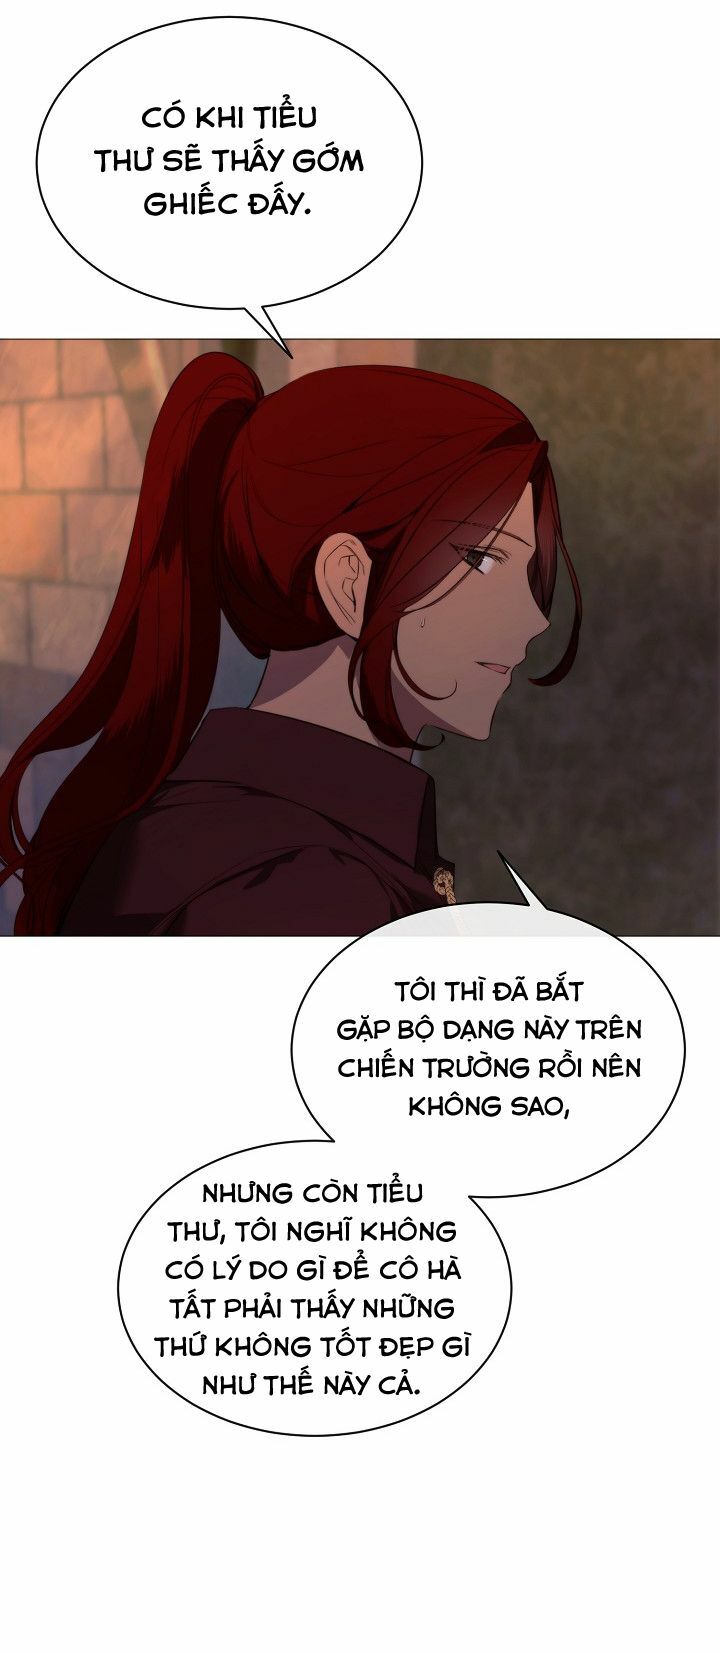 CÓ KHI TIỂU
THƯ SẼ THẤY GỚM
GHIẾC ĐẤY.
TÔI THÌ ĐÃ BẮT
GẶP BỘ DẠNG NÀY TRÊN
CHIẾN TRƯỜNG RỒI NÊN
KHÔNG SAO,
NHƯNG CÒN TIỂU
THƯ, TÔI NGHĨ KHÔNG
CÓ LÝ DO GÌ ĐỂ CÔ HÀ
TẤT PHẢI THẤY NHỮNG
THỨ KHÔNG TỐT ĐẸP GÌ
NHƯ THẾ NÀY CẢ.